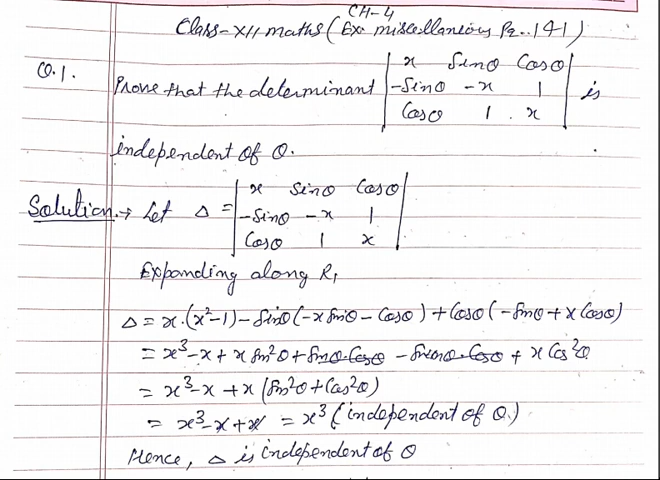 CH-4
Class-XII maths (Ex. miscellaneous Pg. 141)
Q.1. Prove that the determinant | x sinθ cosθ | is
| -sinθ -x 1 |
| cosθ 1 x |
independent of θ.
Solution.→ Let Δ = | x sinθ cosθ |
| -sinθ -x 1 |
| cosθ 1 x |
Expanding along R₁
Δ = x.(x²-1) - sinθ(-x sinθ - cosθ) + cosθ(-sinθ + x cosθ)
= x³-x + x sin²θ + sinθ.cosθ - sinθ.cosθ + x cos²θ
= x³-x + x (sin²θ + cos²θ)
= x³-x+x = x³ (independent of θ.)
Hence, Δ is independent of θ